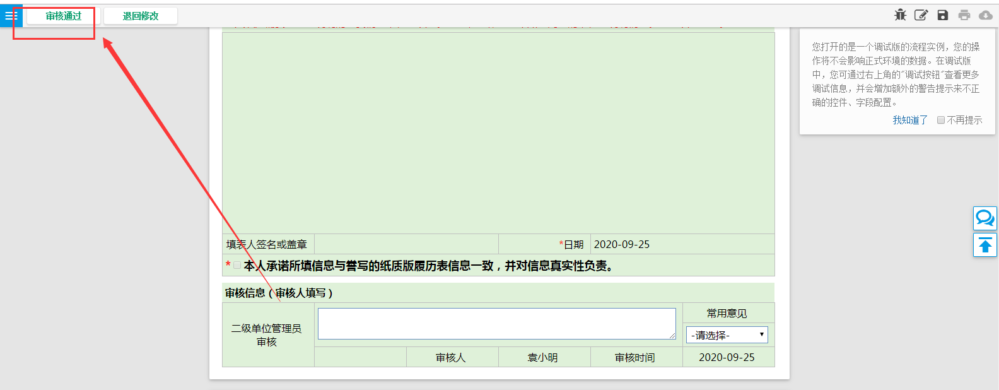 审核通过 退回修改
您打开的是一个调试版的流程实例，您的操
作将不会影响正式环境的数据。在调试版
中，您可通过右上角的"调试按钮"查看更多
调试信息，并会增加额外的警告提示来不正
确的控件、字段配置。
我知道了 不再提示
填表人签名或盖章 *日期 2020-09-25
* 本人承诺所填信息与誊写的纸质版履历表信息一致，并对信息真实性负责。
审核信息（审核人填写）
二级单位管理员
审核
常用意见
-请选择-
审核人 袁小明 审核时间 2020-09-25